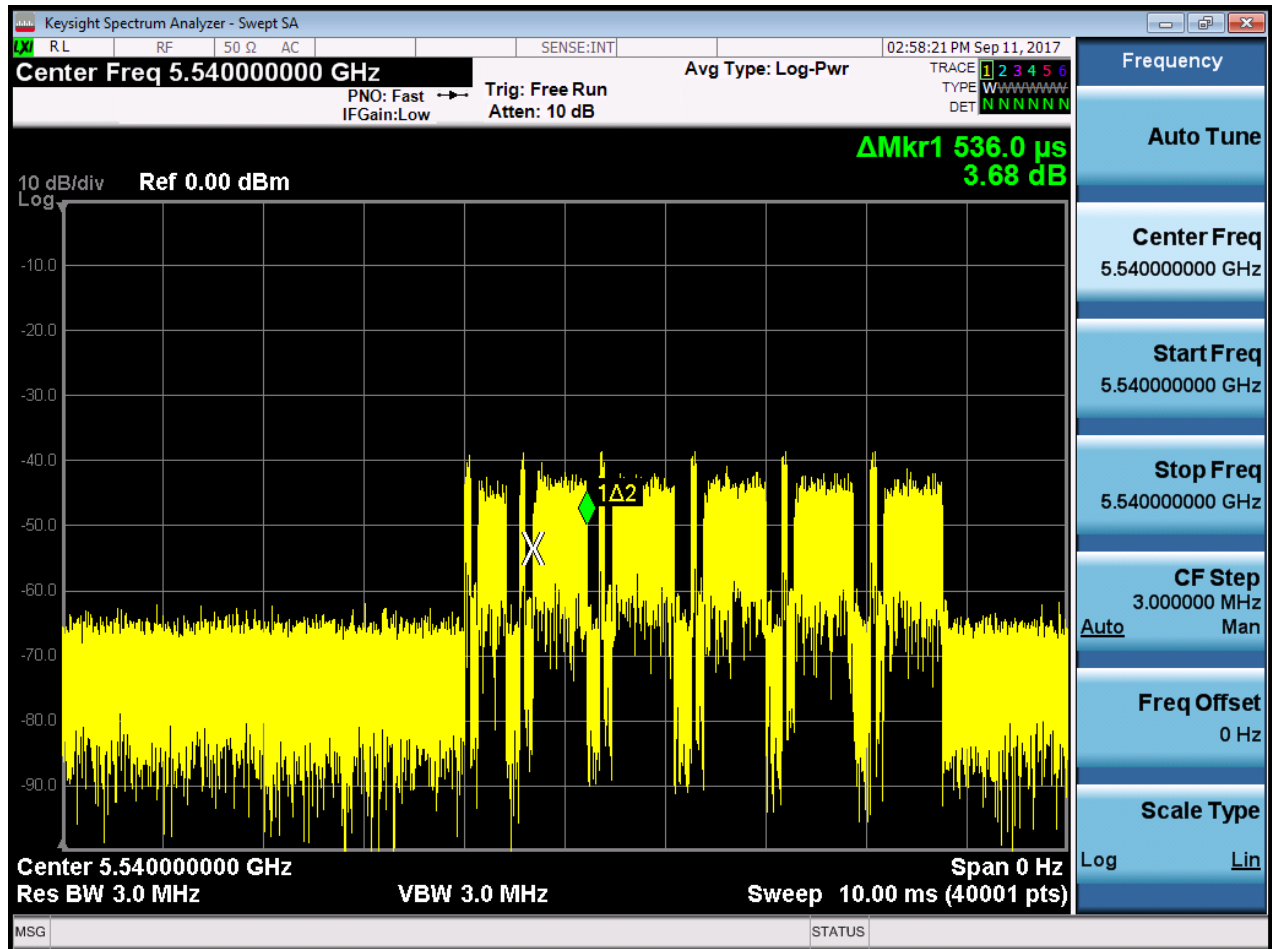 Keysight Spectrum Analyzer - Swept SA
LXI RL RF 50 Ω AC SENSE:INT 02:58:21 PM Sep 11, 2017
Center Freq 5.540000000 GHz
PNO: Fast
IFGain:Low
Trig: Free Run
Atten: 10 dB
Avg Type: Log-Pwr
TRACE 1 2 3 4 5 6
TYPE WWWWWW
DET N N N N N N
ΔMkr1 536.0 µs
3.68 dB
10 dB/div Ref 0.00 dBm
Log
-10.0
-20.0
-30.0
-40.0
-50.0
-60.0
-70.0
-80.0
-90.0
1Δ2
X
Center 5.540000000 GHz Span 0 Hz
Res BW 3.0 MHz VBW 3.0 MHz Sweep 10.00 ms (40001 pts)
MSG STATUS
Frequency
Auto Tune
Center Freq
5.540000000 GHz
Start Freq
5.540000000 GHz
Stop Freq
5.540000000 GHz
CF Step
3.000000 MHz
Auto Man
Freq Offset
0 Hz
Scale Type
Log Lin